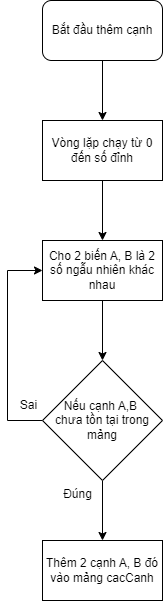 Bắt đầu thêm cạnh
Vòng lặp chạy từ 0
đến số đỉnh
Cho 2 biến A, B là 2
số ngẫu nhiên khác
nhau
Sai
Nếu cạnh A,B
chưa tồn tại trong
mảng
Đúng
Thêm 2 cạnh A, B đó
vào mảng cacCanh